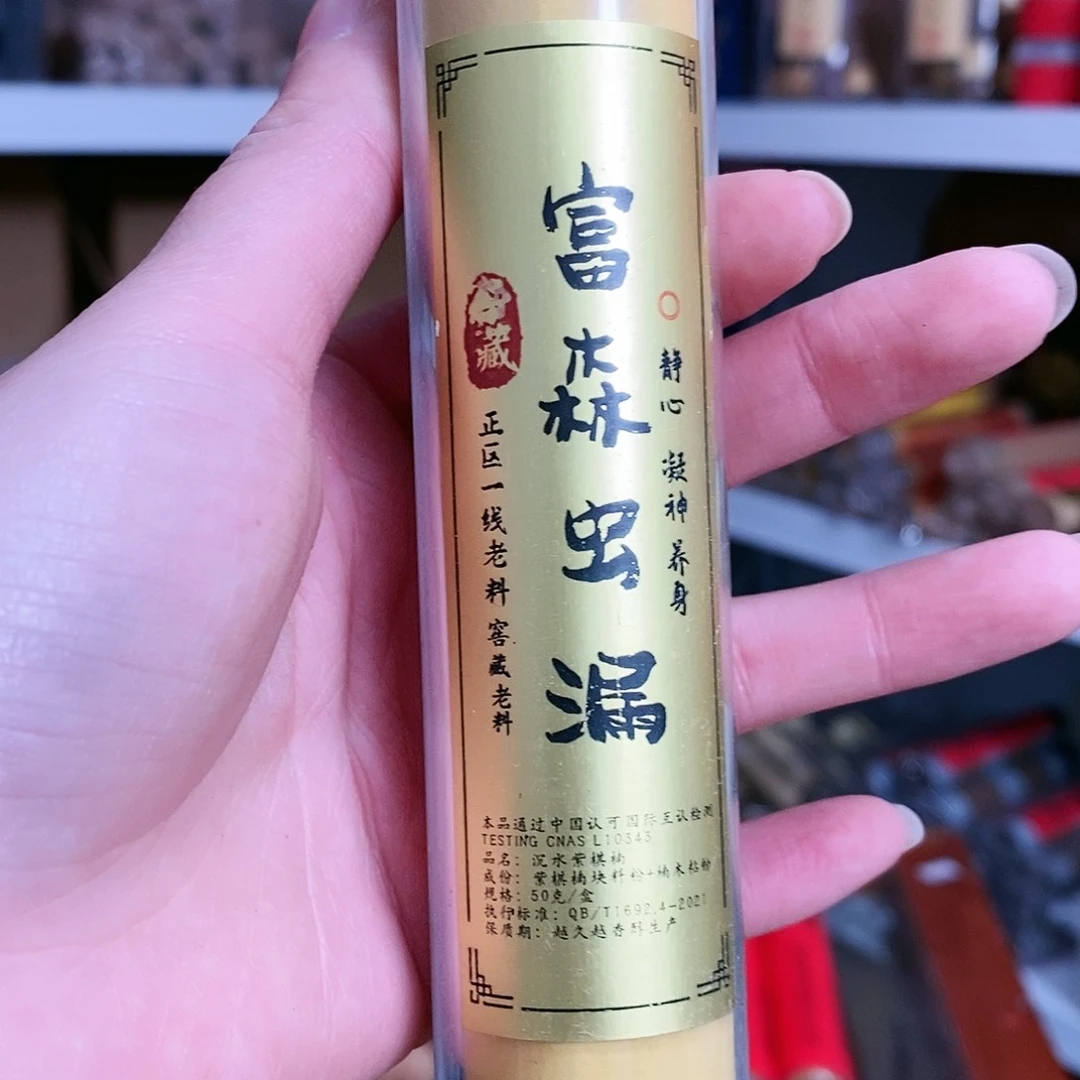 富森虫漏
静心 凝神 养身
藏
正区一线老料 窖藏老料
本品通过中国认可国际互认检测
TESTING CNAS L10343
品名: 沉水紫棋楠
成份: 紫棋楠块料粉+楠木粘粉
规格: 50克/盒
执行标准: QB/T1692.4-2021
保质期: 越久越香醇生产